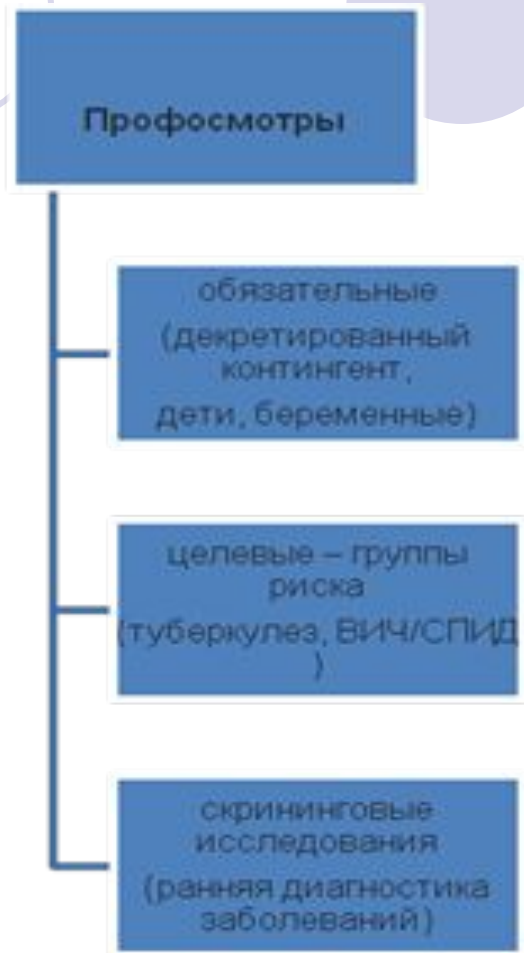 Профосмотры
обязательные
(декретированный
контингент,
дети, беременные)
целевые – группы
риска
(туберкулез, ВИЧ/СПИД
)
скрининговые
исследования
(ранняя диагностика
заболеваний)